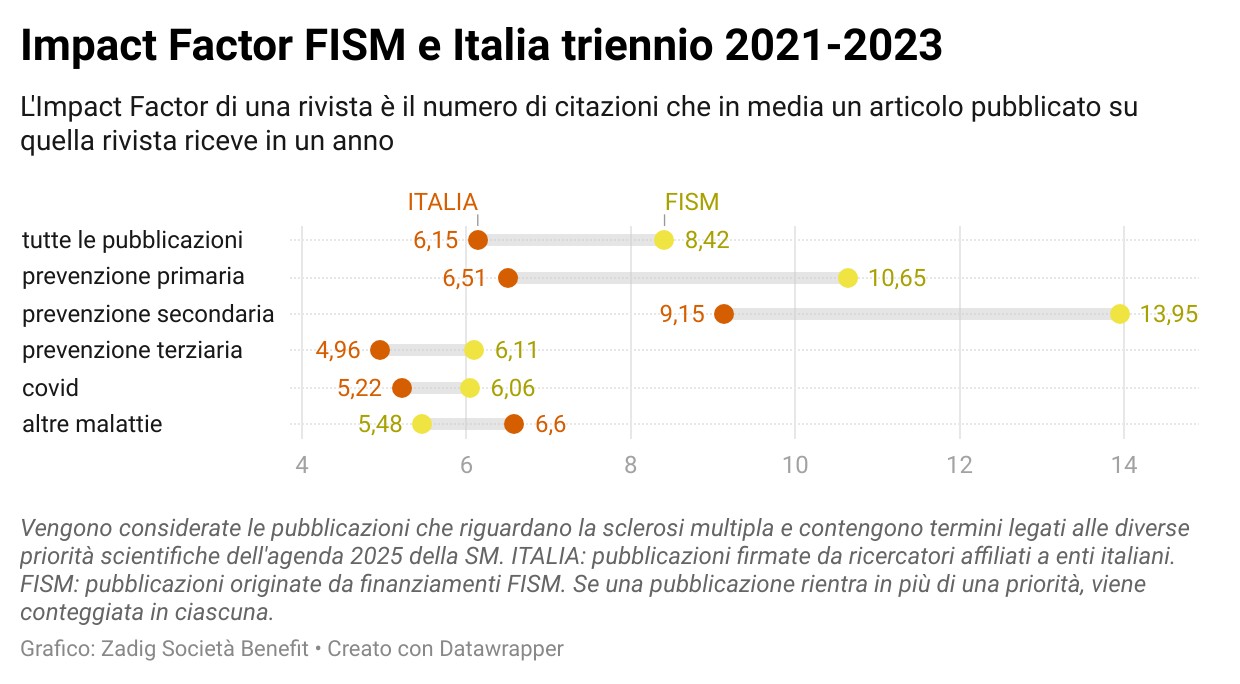 Impact Factor FISM e Italia triennio 2021-2023
L'Impact Factor di una rivista è il numero di citazioni che in media un articolo pubblicato su
quella rivista riceve in un anno
ITALIA FISM
tutte le pubblicazioni 6,15 8,42
prevenzione primaria 6,51 10,65
prevenzione secondaria 9,15 13,95
prevenzione terziaria 4,96 6,11
covid 5,22 6,06
altre malattie 5,48 6,6
4 6 8 10 12 14
Vengono considerate le pubblicazioni che riguardano la sclerosi multipla e contengono termini legati alle diverse
priorità scientifiche dell'agenda 2025 della SM. ITALIA: pubblicazioni firmate da ricercatori affiliati a enti italiani.
FISM: pubblicazioni originate da finanziamenti FISM. Se una pubblicazione rientra in più di una priorità, viene
conteggiata in ciascuna.
Grafico: Zadig Società Benefit • Creato con Datawrapper